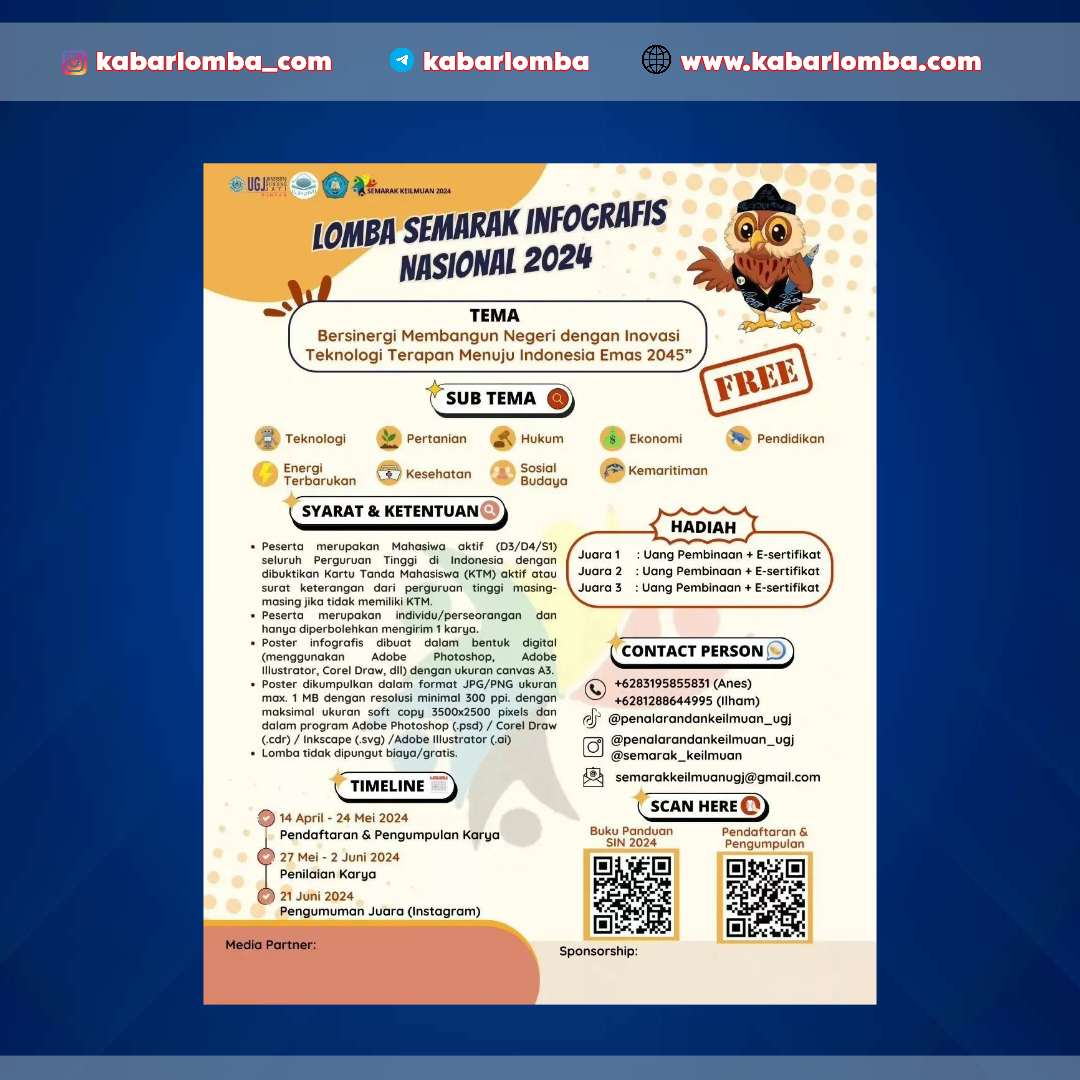 kabarlomba_com
kabarlomba
www.kabarlomba.com
UGJ
SEMARAK KEILMUAN 2024
LOMBA SEMARAK INFOGRAFIS
NASIONAL 2024
TEMA
Bersinergi Membangun Negeri dengan Inovasi
Teknologi Terapan Menuju Indonesia Emas 2045”
FREE
SUB TEMA
Teknologi
Pertanian
Hukum
Ekonomi
Pendidikan
Energi
Terbarukan
Kesehatan
Sosial
Budaya
Kemaritiman
SYARAT & KETENTUAN
• Peserta merupakan Mahasiwa aktif (D3/D4/S1)
seluruh Perguruan Tinggi di Indonesia dengan
dibuktikan Kartu Tanda Mahasiswa (KTM) aktif atau
surat keterangan dari perguruan tinggi masing-
masing jika tidak memiliki KTM.
• Peserta merupakan individu/perseorangan dan
hanya diperbolehkan mengirim 1 karya.
• Poster infografis dibuat dalam bentuk digital
(menggunakan Adobe Photoshop, Adobe
Illustrator, Corel Draw, dll) dengan ukuran canvas A3.
• Poster dikumpulkan dalam format JPG/PNG ukuran
max. 1 MB dengan resolusi minimal 300 ppi. dengan
maksimal ukuran soft copy 3500x2500 pixels dan
dalam program Adobe Photoshop (.psd) / Corel Draw
(.cdr) / Inkscape (.svg) /Adobe Illustrator (.ai)
• Lomba tidak dipungut biaya/gratis.
TIMELINE
14 April - 24 Mei 2024
Pendaftaran & Pengumpulan Karya
27 Mei - 2 Juni 2024
Penilaian Karya
21 Juni 2024
Pengumuman Juara (Instagram)
HADIAH
Juara 1 : Uang Pembinaan + E-sertifikat
Juara 2 : Uang Pembinaan + E-sertifikat
Juara 3 : Uang Pembinaan + E-sertifikat
CONTACT PERSON
+6283195855831 (Anes)
+6281288644995 (Ilham)
@penalarandankeilmuan_ugj
@penalarandankeilmuan_ugj
@semarak_keilmuan
semarakkeilmuanugj@gmail.com
SCAN HERE
Buku Panduan
SIN 2024
Pendaftaran &
Pengumpulan
Media Partner:
Sponsorship: